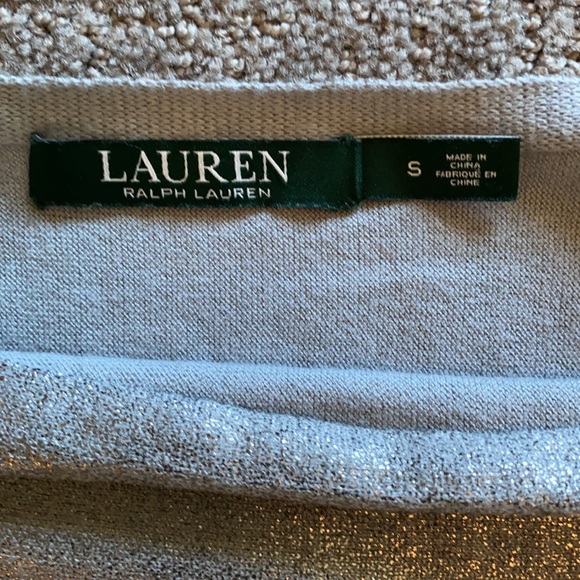 LAUREN
RALPH LAUREN
S
MADE IN
CHINA
FABRIQUÉ EN
CHINE